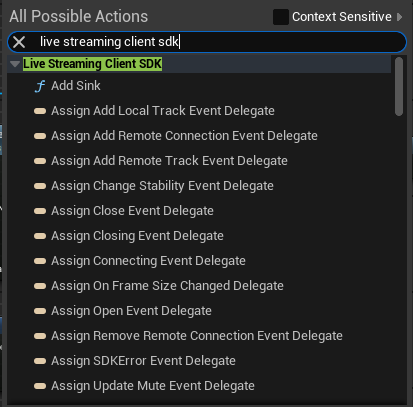 All Possible Actions
Context Sensitive
live streaming client sdk
Live Streaming Client SDK
Add Sink
Assign Add Local Track Event Delegate
Assign Add Remote Connection Event Delegate
Assign Add Remote Track Event Delegate
Assign Change Stability Event Delegate
Assign Close Event Delegate
Assign Closing Event Delegate
Assign Connecting Event Delegate
Assign On Frame Size Changed Delegate
Assign Open Event Delegate
Assign Remove Remote Connection Event Delegate
Assign SDKError Event Delegate
Assign Update Mute Event Delegate